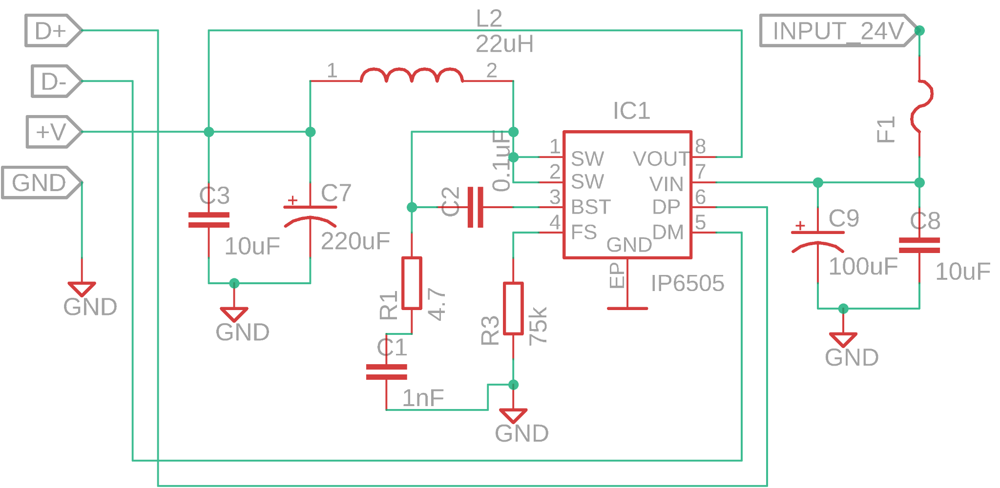 D+
D-
+V
GND
GND
L2
22uH
1
2
INPUT_24V
F1
C3
10uF
C7
+
220uF
GND
C2
0.1uF
IC1
1
2
3
4
SW
SW
BST
FS
VOUT
VIN
DP
DM
GND
8
7
6
5
EP
IP6505
R1
4.7
C1
1nF
R3
75k
GND
C9
+
100uF
C8
10uF
GND